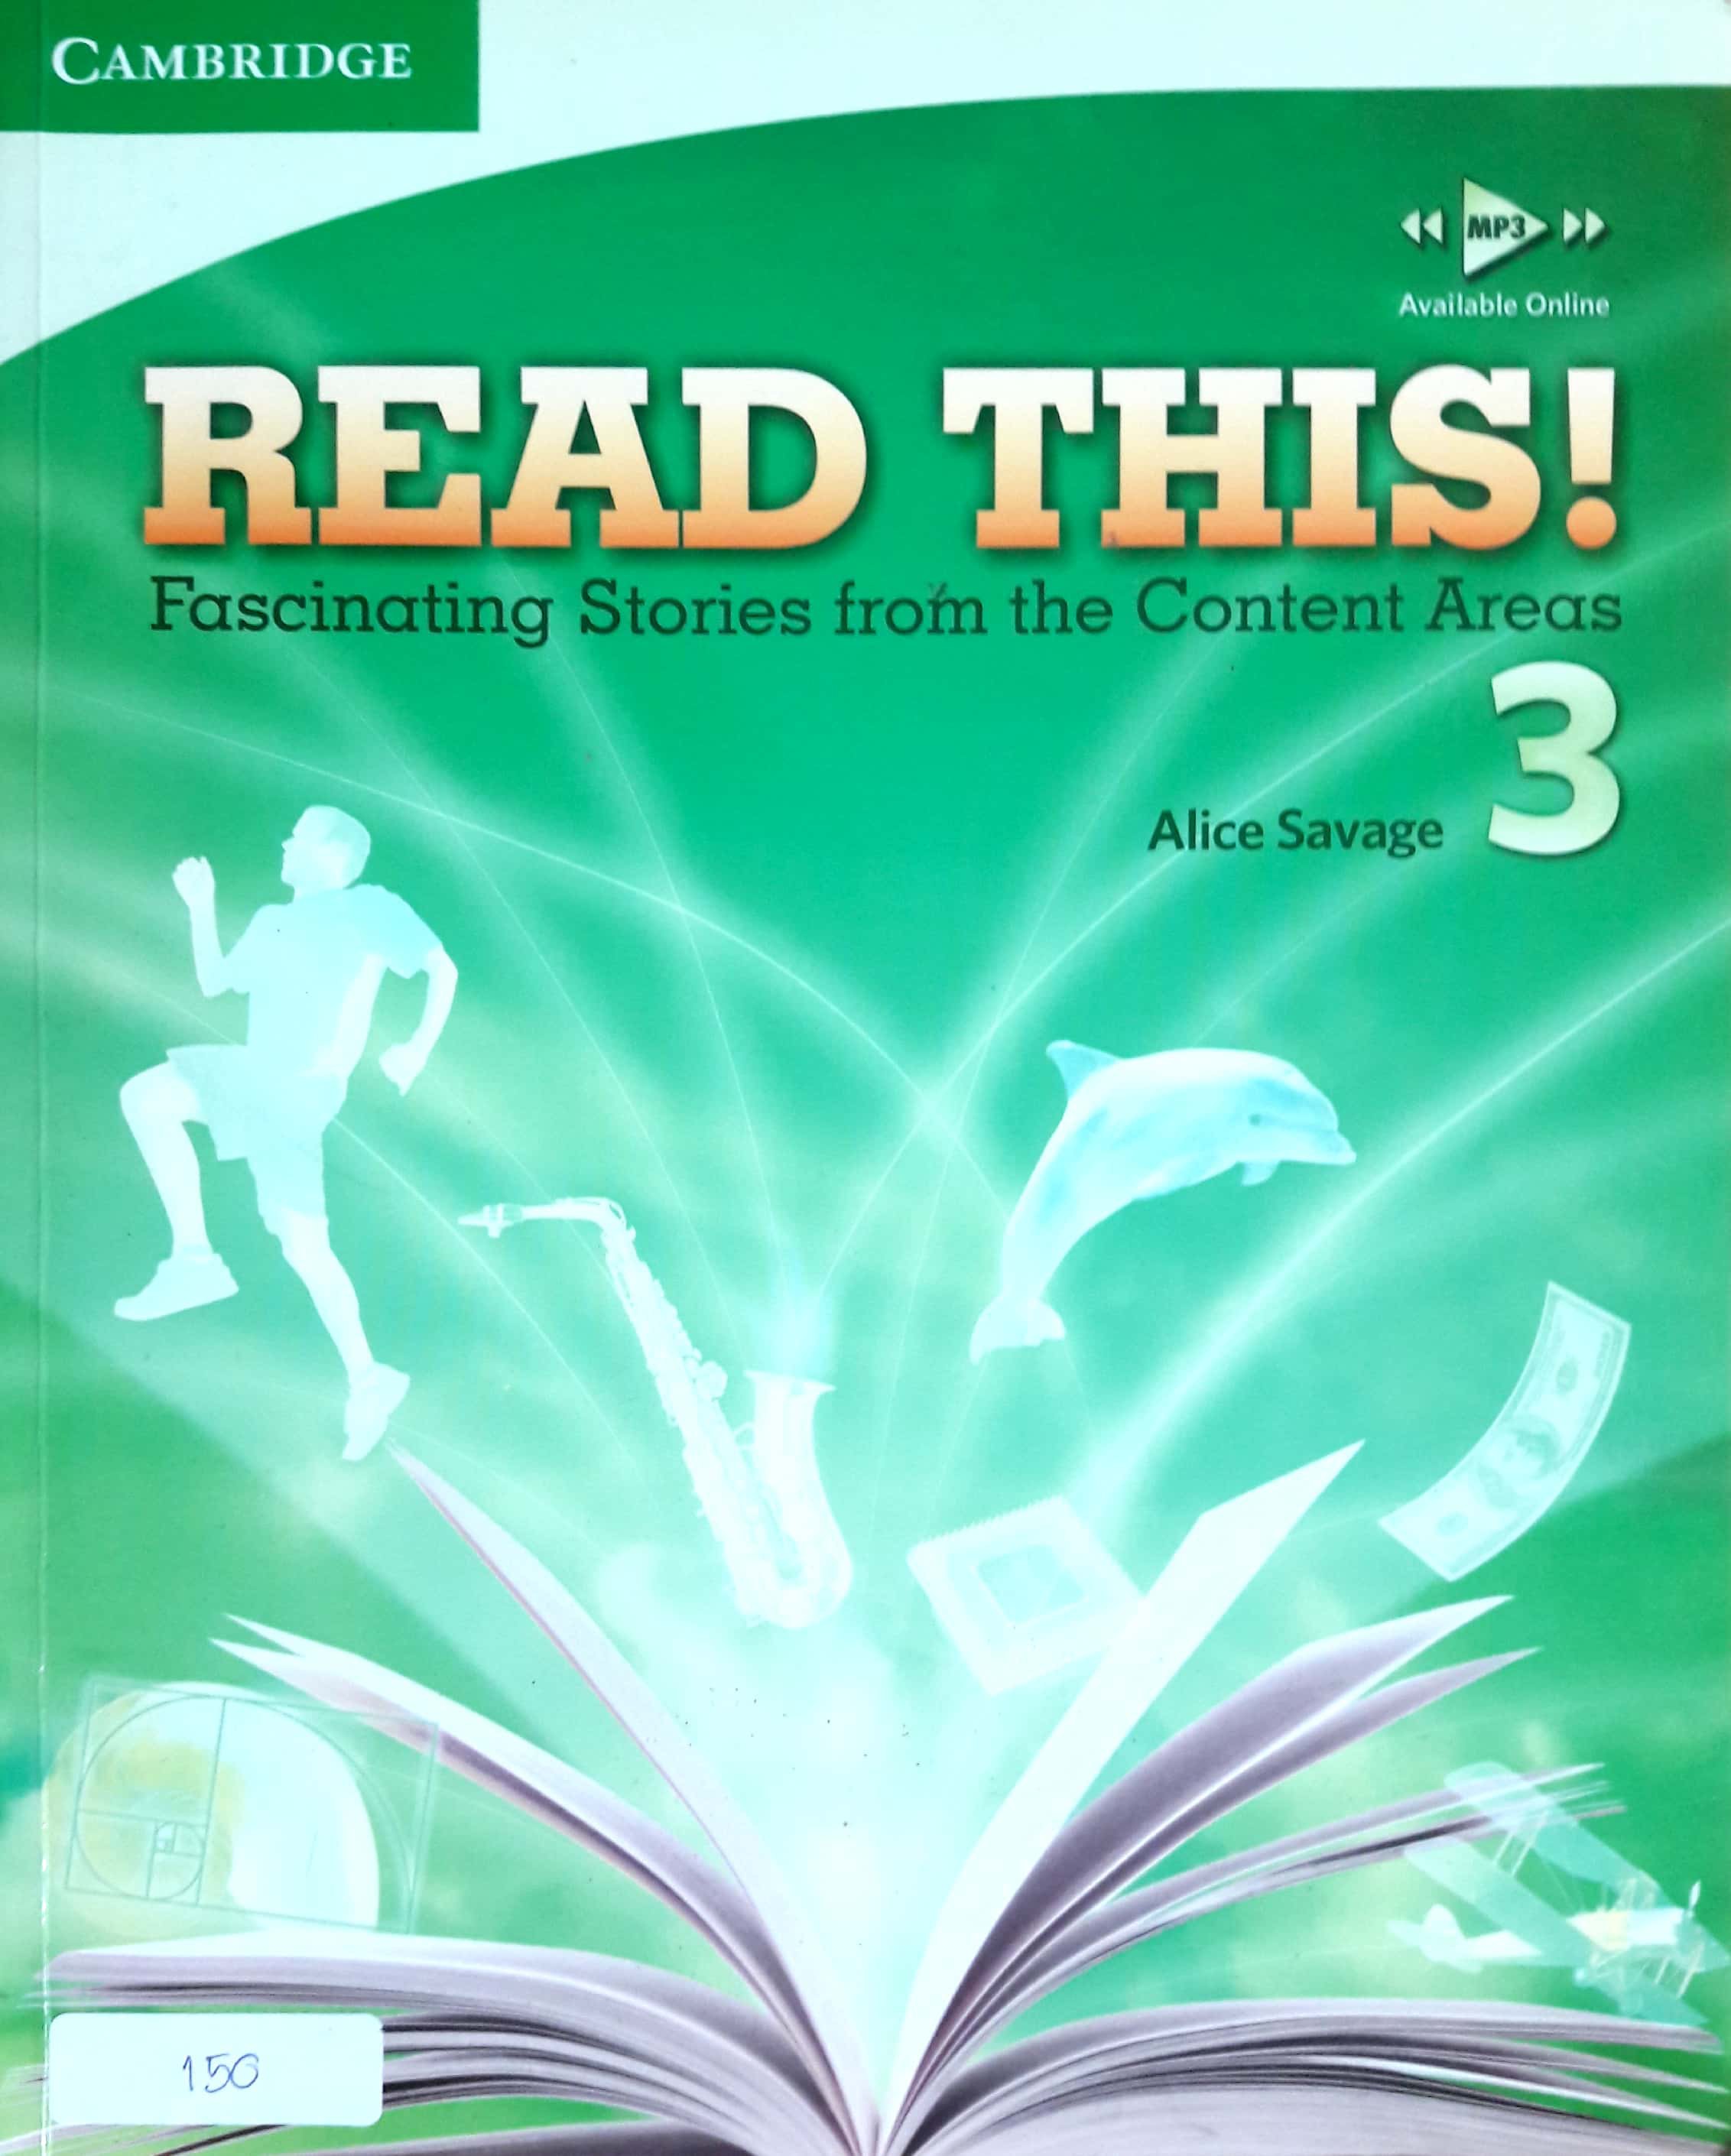 CAMBRIDGE
MP3
Available Online
READ THIS!
Fascinating Stories from the Content Areas
3
Alice Savage
150